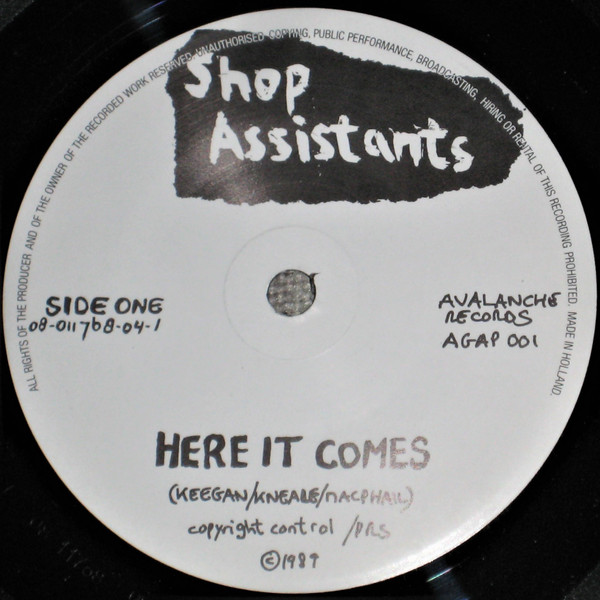 ALL RIGHTS OF THE PRODUCER AND OF THE OWNER OF THE RECORDED WORK RESERVED. UNAUTHORISED COPYING, PUBLIC PERFORMANCE, BROADCASTING, HIRING OR RENTAL OF THIS RECORDING PROHIBITED. MADE IN HOLLAND.
Shop
Assistants
SIDE ONE
08-011768-04-1
AVALANCHE
RECORDS
AGAP 001
HERE IT COMES
(KEEGAN/KNEALE/MACPHAIL)
copyright control /PRS
©1989